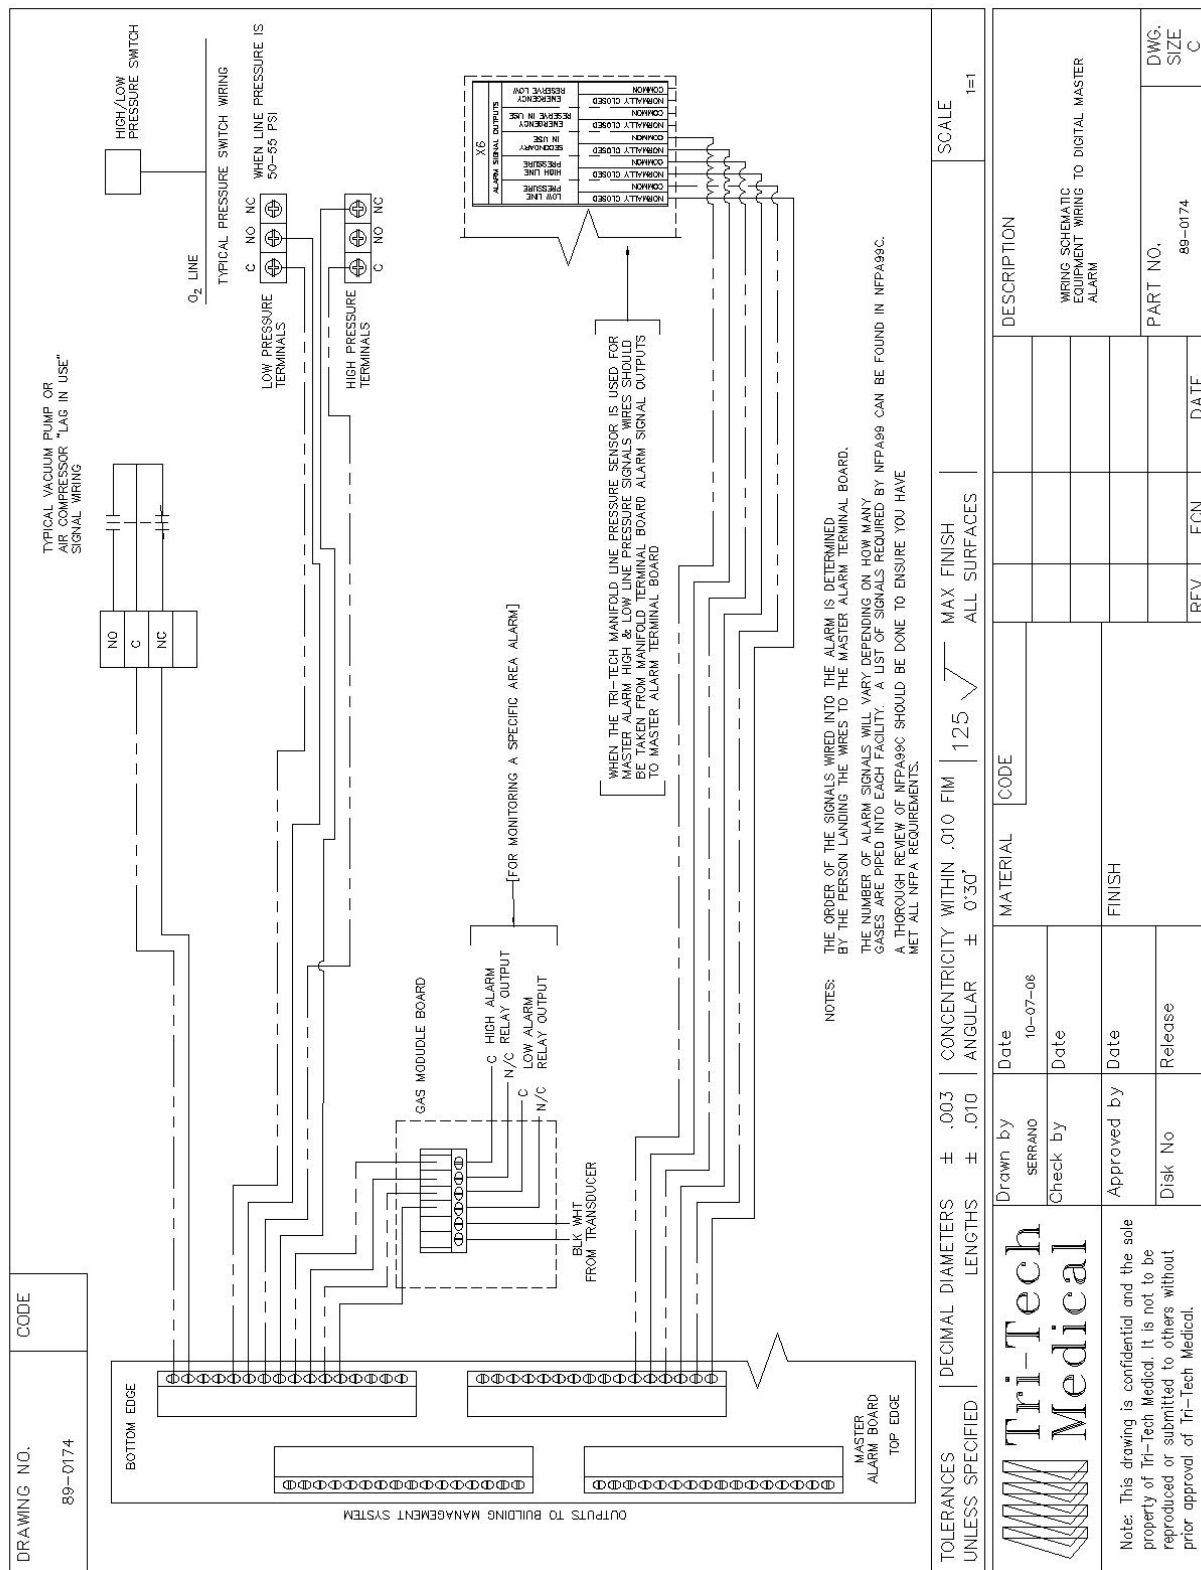 DRAWING NO.
CODE
89-0174
TYPICAL VACUUM PUMP OR
AIR COMPRESSOR "LAG IN USE"
SIGNAL WIRING
NO
C
NC
HIGH/LOW
PRESSURE SWITCH
O2 LINE
TYPICAL PRESSURE SWITCH WIRING
WHEN LINE PRESSURE IS
50-55 PSI
C NO NC
LOW PRESSURE
TERMINALS
HIGH PRESSURE
TERMINALS
C NO NC
BOTTOM EDGE
GAS MODUDLE BOARD
C HIGH ALARM
N/C RELAY OUTPUT
C LOW ALARM
N/C RELAY OUTPUT
[FOR MONITORING A SPECIFIC AREA ALARM]
BLK WHT
FROM TRANSDUCER
OUTPUTS TO BUILDING MANAGEMENT SYSTEM
MASTER
ALARM BOARD
TOP EDGE
X6
ALARM SIGNAL OUTPUTS
LOW LINE
PRESSURE
HIGH LINE
PRESSURE
SECONDARY
IN USE
EMERGENCY
RESERVE IN USE
EMERGENCY
RESERVE LOW
NORMALLY CLOSED
COMMON
NORMALLY CLOSED
COMMON
NORMALLY CLOSED
COMMON
NORMALLY CLOSED
COMMON
NORMALLY CLOSED
COMMON
WHEN THE TRI-TECH MANIFOLD LINE PRESSURE SENSOR IS USED FOR
MASTER ALARM HIGH & LOW LINE PRESSURE SIGNALS WIRES SHOULD
BE TAKEN FROM MANIFOLD TERMINAL BOARD ALARM SIGNAL OUTPUTS
TO MASTER ALARM TERMINAL BOARD
NOTES:
THE ORDER OF THE SIGNALS WIRED INTO THE ALARM IS DETERMINED
BY THE PERSON LANDING THE WIRES TO THE MASTER ALARM TERMINAL BOARD.
THE NUMBER OF ALARM SIGNALS WILL VARY DEPENDING ON HOW MANY
GASES ARE PIPED INTO EACH FACILITY. A LIST OF SIGNALS REQUIRED BY NFPA99 CAN BE FOUND IN NFPA99C.
A THOROUGH REVIEW OF NFPA99C SHOULD BE DONE TO ENSURE YOU HAVE
MET ALL NFPA REQUIREMENTS.
TOLERANCES
UNLESS SPECIFIED
DECIMAL DIAMETERS ± .003
LENGTHS ± .010
CONCENTRICITY WITHIN .010 FIM
ANGULAR ± 0°30'
125
MAX FINISH
ALL SURFACES
SCALE
1=1
Tri-Tech
Medical
Note: This drawing is confidential and the sole
property of Tri-Tech Medical. It is not to be
reproduced or submitted to others without
prior approval of Tri-Tech Medical.
Drawn by
SERRANO
Date
10-07-06
Check by
Date
Approved by
Date
Disk No
Release
MATERIAL
CODE
FINISH
REV
ECN
DATE
DESCRIPTION
WIRING SCHEMATIC
EQUIPMENT WIRING TO DIGITAL MASTER
ALARM
PART NO.
89-0174
DWG.
SIZE
C